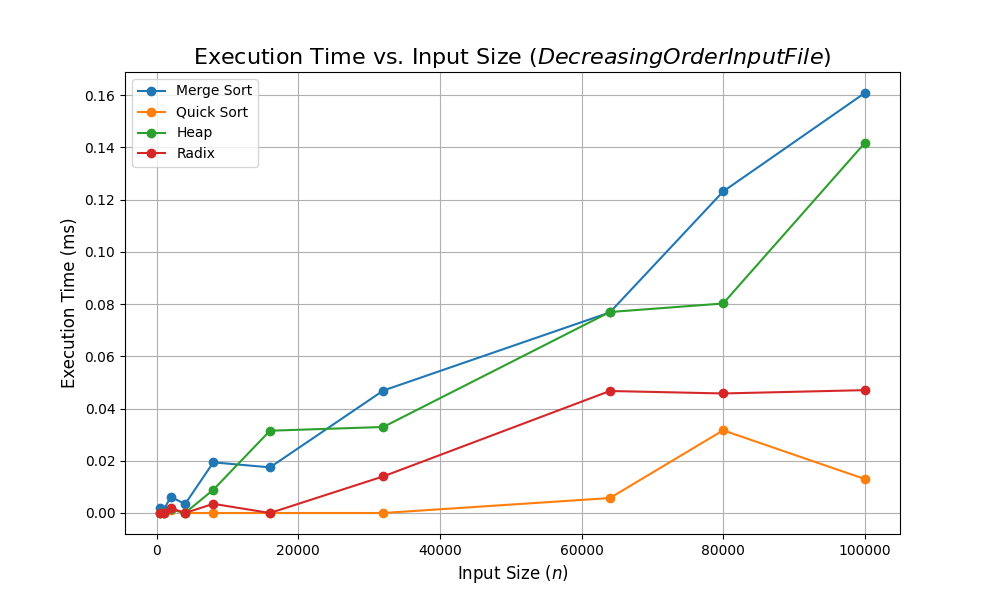 Execution Time vs. Input Size (DecreasingOrderInputFile)
Merge Sort
Quick Sort
Heap
Radix
Execution Time (ms)
0.16
0.14
0.12
0.10
0.08
0.06
0.04
0.02
0.00
0 20000 40000 60000 80000 100000
Input Size (n)